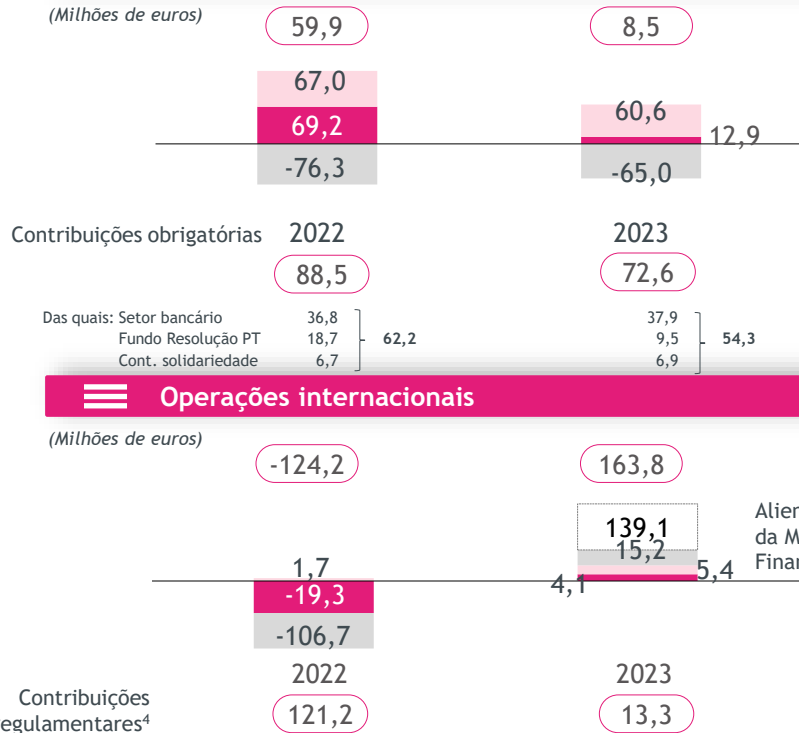 (Milhões de euros)
59,9
8,5
67,0
69,2
-76,3
60,6
12,9
-65,0
Contribuições obrigatórias 2022 2023
88,5
72,6
Das quais: Setor bancário 36,8 37,9
Fundo Resolução PT 18,7 62,2 9,5 54,3
Cont. solidariedade 6,7 6,9
Operações internacionais
(Milhões de euros)
-124,2
163,8
139,1
15,2
5,4
4,1
1,7
-19,3
-106,7
Alien
da M
Finan
2022 2023
Contribuições
egulamentares⁴
121,2
13,3